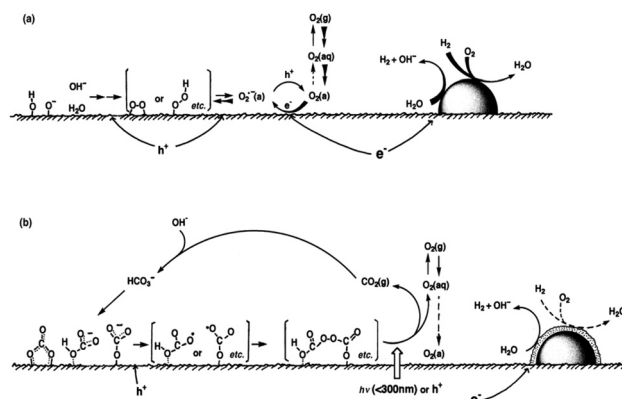 (a)
O₂(g)
O₂(aq)
H₂
O₂
H₂ + OH⁻
H₂O
H
O
O⁻
OH⁻
H₂O
O-O
or
H
O
O
etc.
O₂•⁻(a)
h⁺
e⁻
O₂(a)
H₂O
h⁺
e⁻
(b)
OH⁻
HCO₃⁻
CO₂(g)
O₂(g)
O₂(aq)
H₂
O₂
H₂ + OH⁻
H₂O
or
etc.
etc.
O₂(a)
H₂O
h⁺
hν (<300nm) or h⁺
e⁻